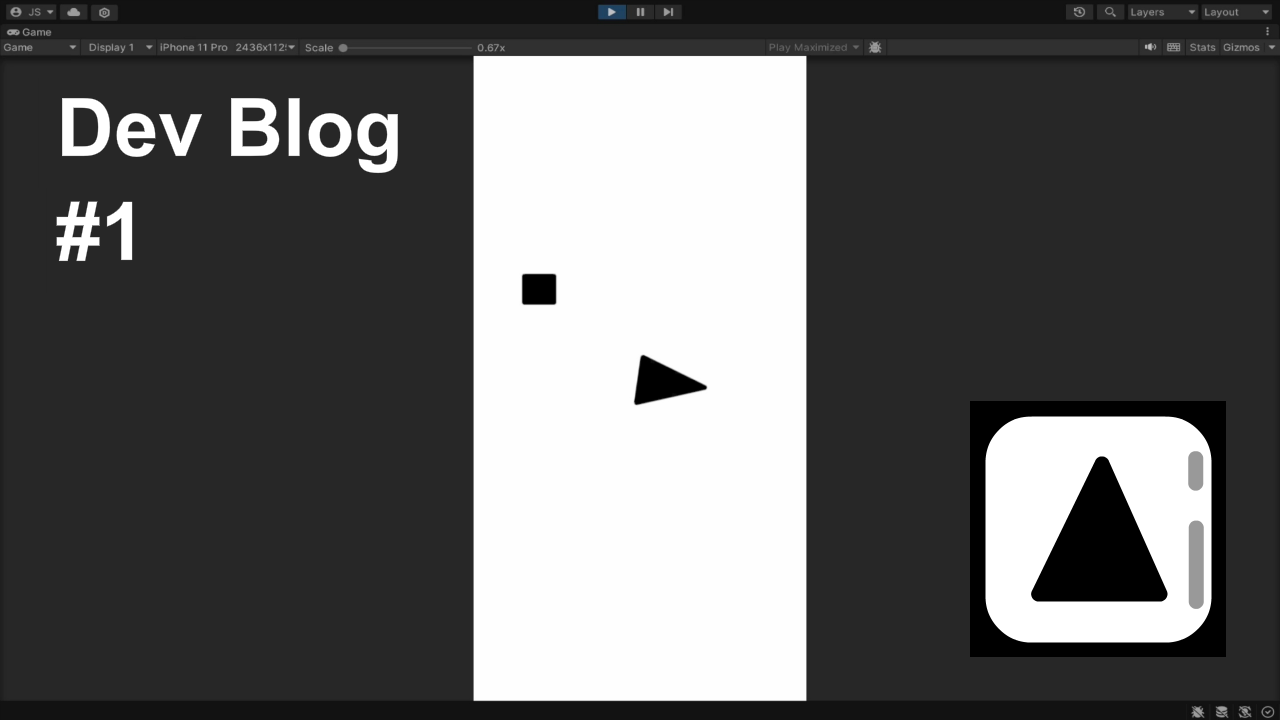 JS
Layers
Layout
Game
Game
Display 1
iPhone 11 Pro 2436x112
Scale
0.67x
Play Maximized
Stats
Gizmos
Dev Blog
#1